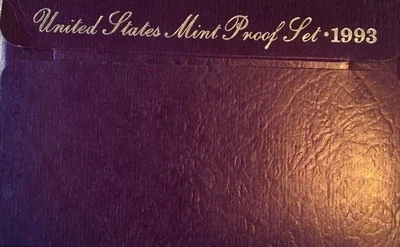 United States Mint Proof Set • 1993